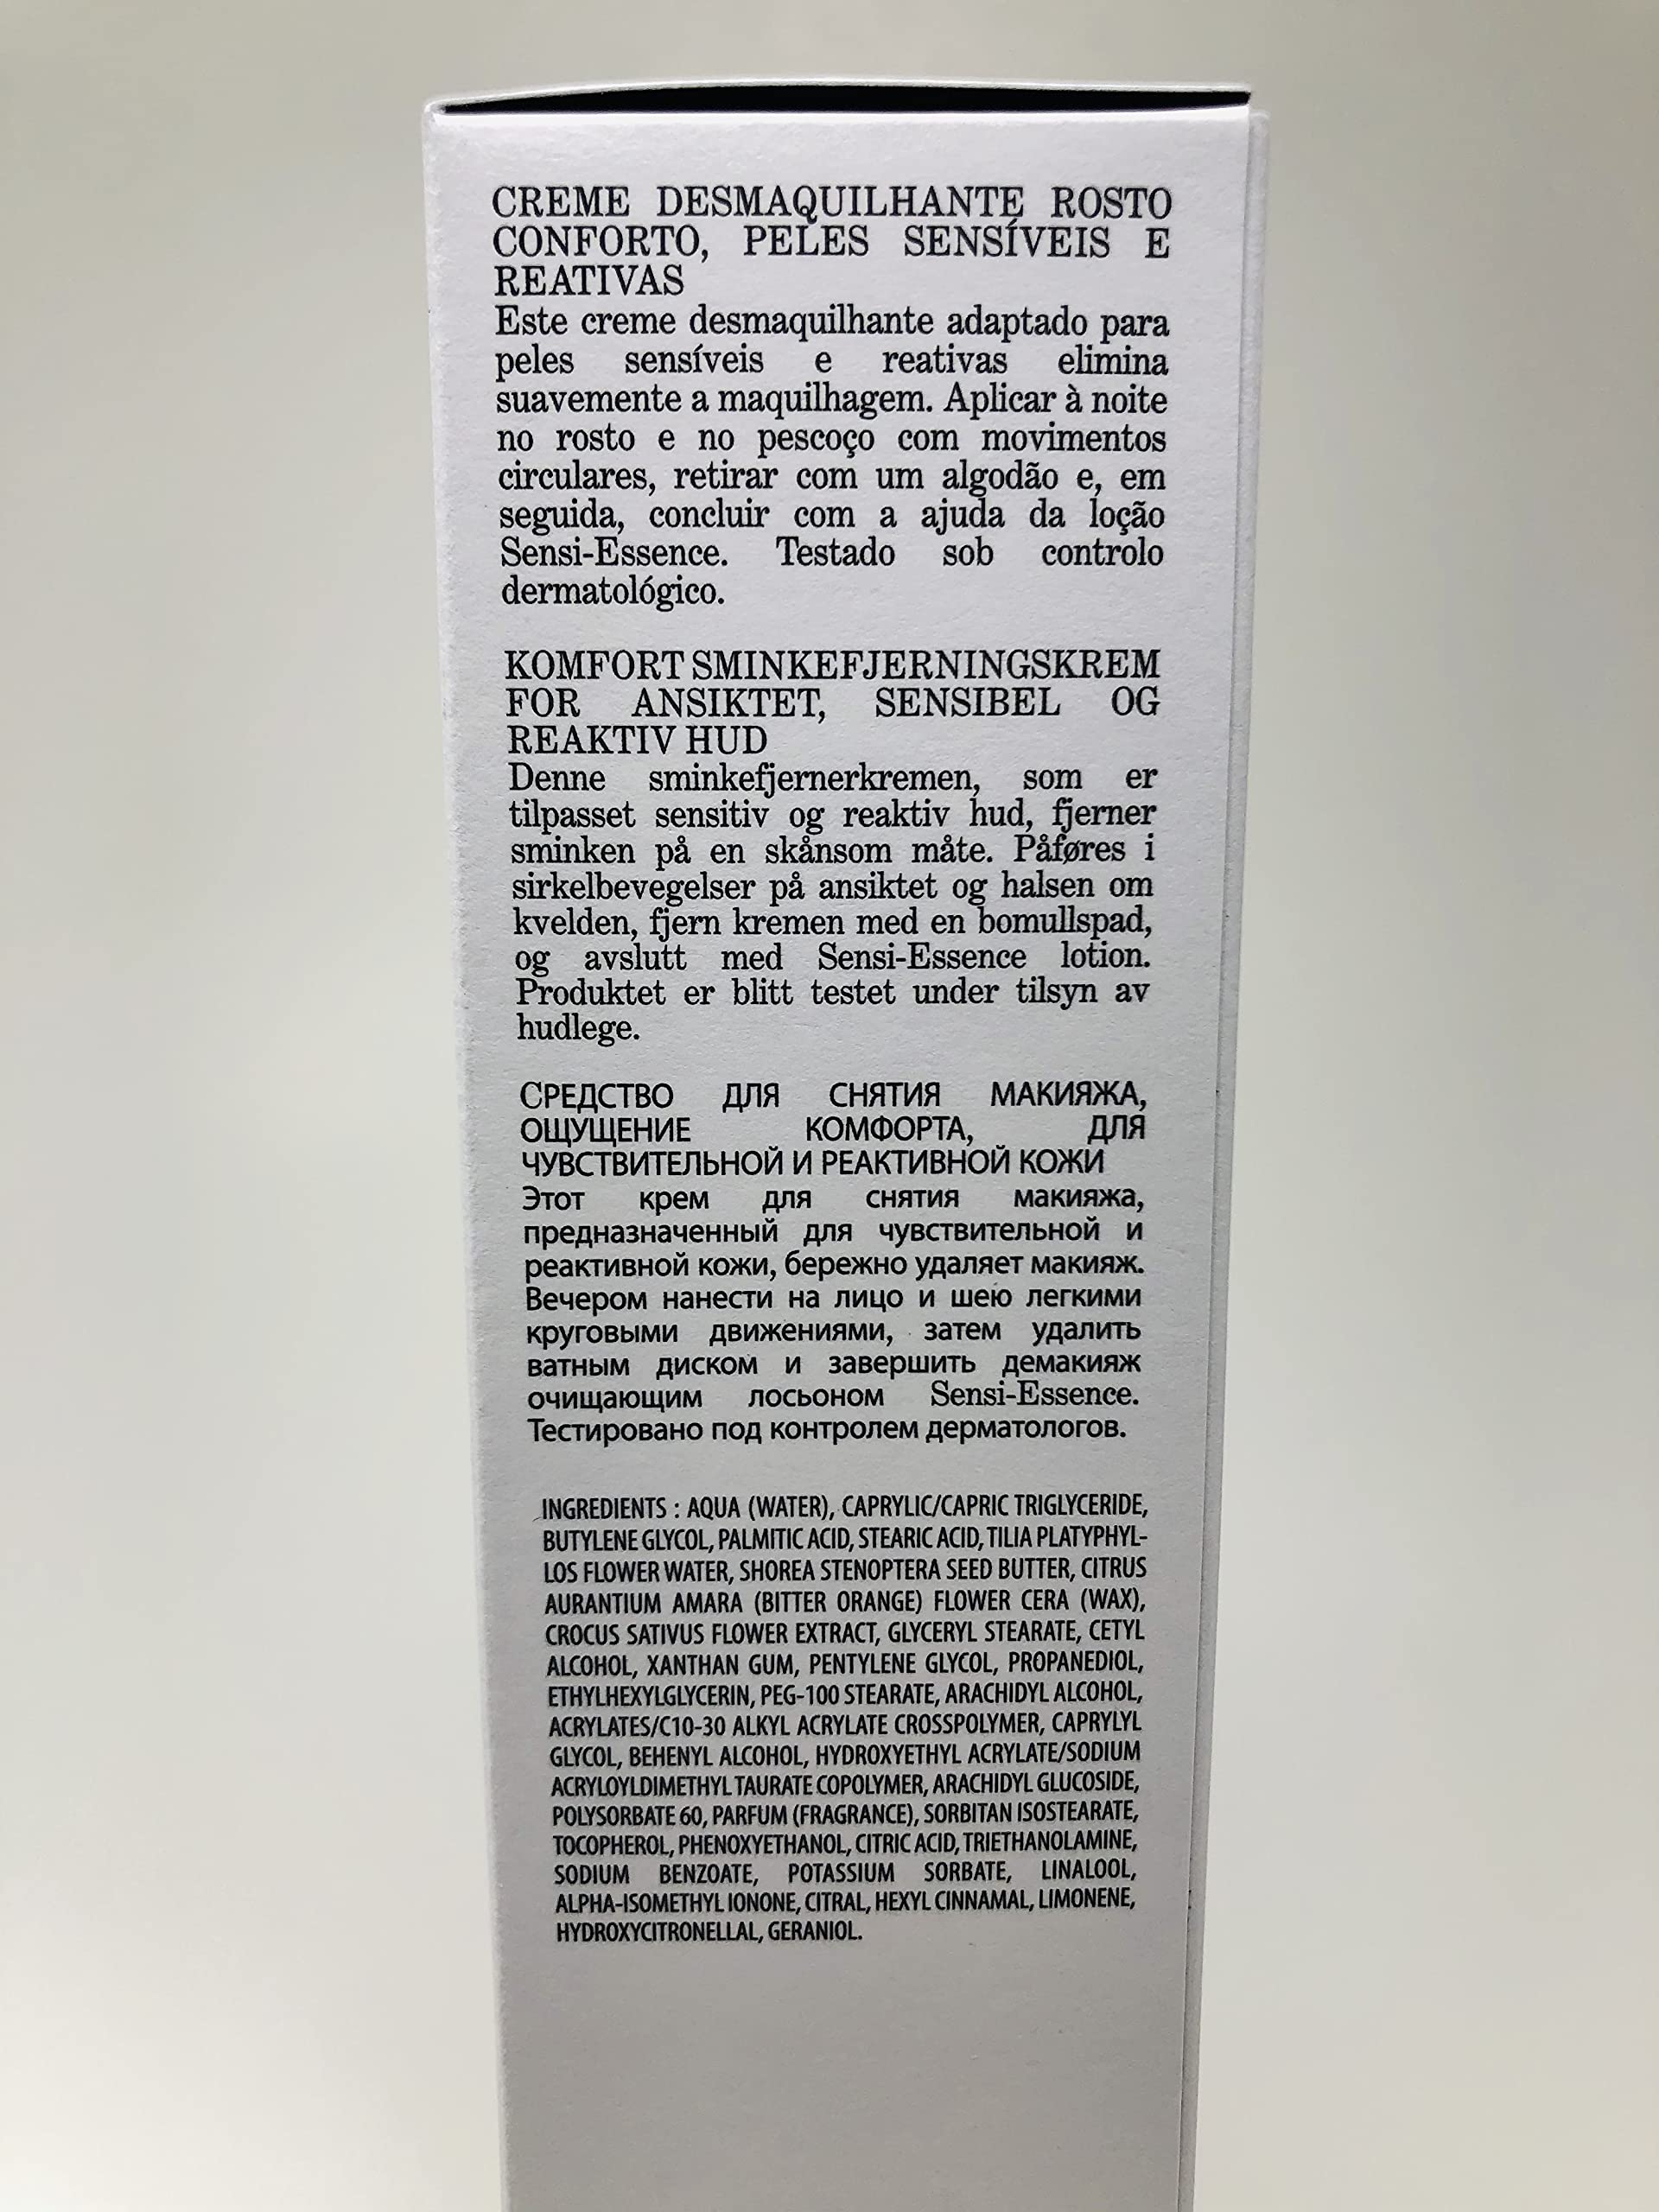 CREME DESMAQUILHANTE ROSTO
CONFORTO, PELES SENSÍVEIS E
REATIVAS
Este creme desmaquilhante adaptado para
peles sensíveis e reativas elimina
suavemente a maquilhagem. Aplicar à noite
no rosto e no pescoço com movimentos
circulares, retirar com um algodão e, em
seguida, concluir com a ajuda da loção
Sensi-Essence. Testado sob controlo
dermatológico.
KOMFORT SMINKEFJERNINGSKREM
FOR ANSIKTET, SENSIBEL OG
REAKTIV HUD
Denne sminkefjernerkremen, som er
tilpasset sensitiv og reaktiv hud, fjerner
sminken på en skånsom måte. Påføres i
sirkelbevegelser på ansiktet og halsen om
kvelden, fjern kremen med en bomullspad,
og avslutt med Sensi-Essence lotion.
Produktet er blitt testet under tilsyn av
hudlege.
СРЕДСТВО ДЛЯ СНЯТИЯ МАКИЯЖА,
ОЩУЩЕНИЕ КОМФОРТА, ДЛЯ
ЧУВСТВИТЕЛЬНОЙ И РЕАКТИВНОЙ КОЖИ
Этот крем для снятия макияжа,
предназначенный для чувствительной и
реактивной кожи, бережно удаляет макияж.
Вечером нанести на лицо и шею легкими
круговыми движениями, затем удалить
ватным диском и завершить демакияж
очищающим лосьоном Sensi-Essence.
Тестировано под контролем дерматологов.
INGREDIENTS : AQUA (WATER), CAPRYLIC/CAPRIC TRIGLYCERIDE,
BUTYLENE GLYCOL, PALMITIC ACID, STEARIC ACID, TILIA PLATYPHYL-
LOS FLOWER WATER, SHOREA STENOPTERA SEED BUTTER, CITRUS
AURANTIUM AMARA (BITTER ORANGE) FLOWER CERA (WAX),
CROCUS SATIVUS FLOWER EXTRACT, GLYCERYL STEARATE, CETYL
ALCOHOL, XANTHAN GUM, PENTYLENE GLYCOL, PROPANEDIOL,
ETHYLHEXYLGLYCERIN, PEG-100 STEARATE, ARACHIDYL ALCOHOL,
ACRYLATES/C10-30 ALKYL ACRYLATE CROSSPOLYMER, CAPRYLYL
GLYCOL, BEHENYL ALCOHOL, HYDROXYETHYL ACRYLATE/SODIUM
ACRYLOYLDIMETHYL TAURATE COPOLYMER, ARACHIDYL GLUCOSIDE,
POLYSORBATE 60, PARFUM (FRAGRANCE), SORBITAN ISOSTEARATE,
TOCOPHEROL, PHENOXYETHANOL, CITRIC ACID, TRIETHANOLAMINE,
SODIUM BENZOATE, POTASSIUM SORBATE, LINALOOL,
ALPHA-ISOMETHYL IONONE, CITRAL, HEXYL CINNAMAL, LIMONENE,
HYDROXYCITRONELLAL, GERANIOL.